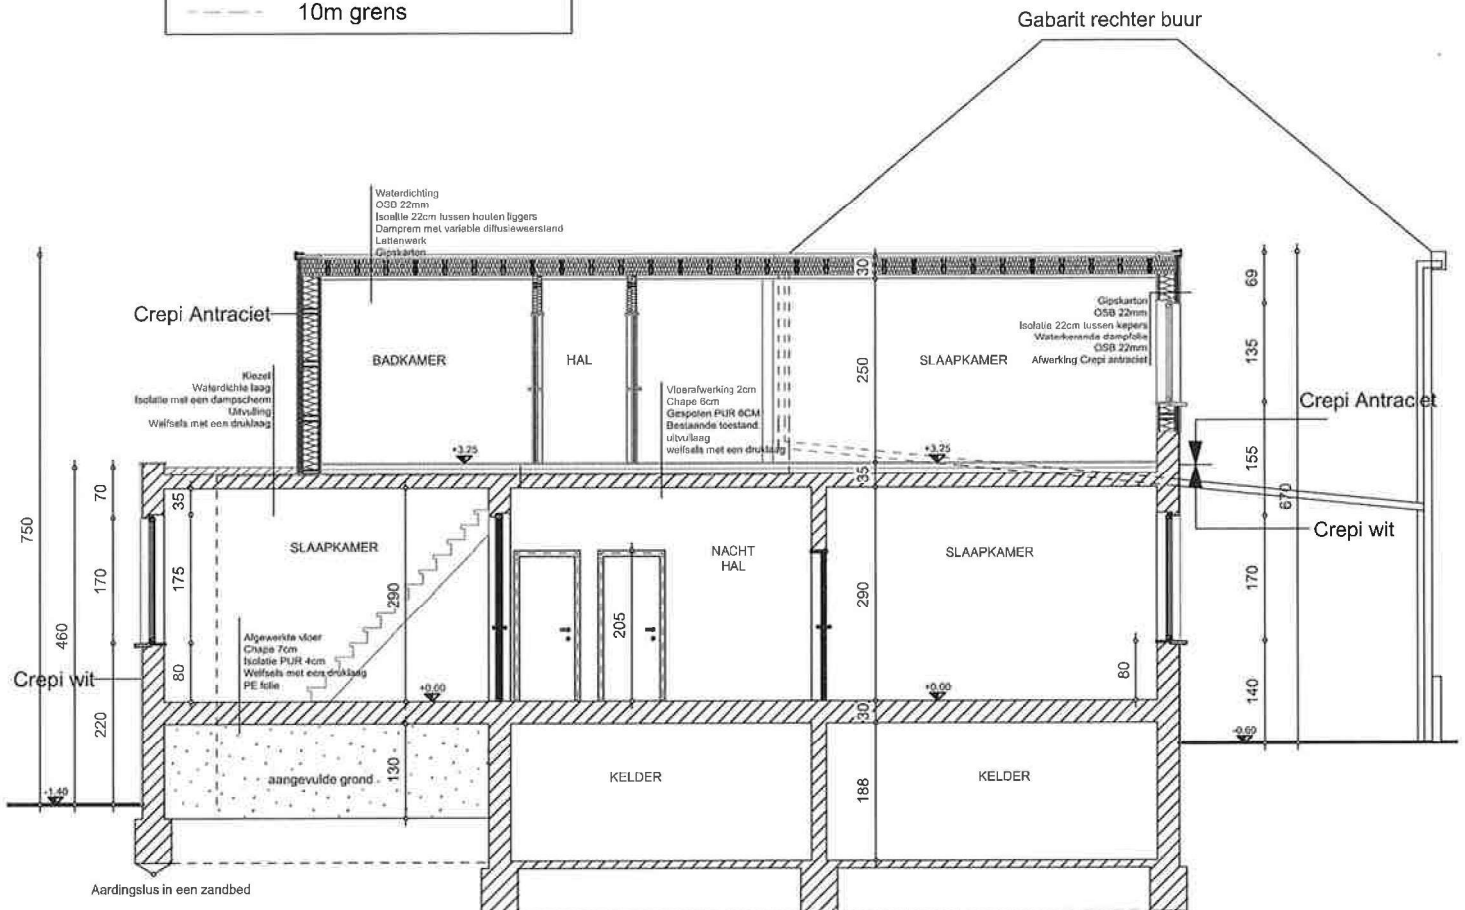 10m grens
Gabarit rechter buur
Waterdichting
OSB 22mm
Isoaltie 22cm tussen houten liggers
Damprem met variable diffusieweerstand
Lattenwerk
Gipskarton
30
69
Crepi Antraciet
Gipskarton
OSB 22mm
Isolatie 22cm tussen kepers
Waterkerende dampfolie
OSB 22mm
Afwerking Crepi antraciet
BADKAMER
HAL
SLAAPKAMER
250
135
Kiezel
Waterdichte laag
Isolatie met een dampscherm
Uitvulling
Welfsels met een druklaag
Vloerafwerking 2cm
Chape 6cm
Gespoten PUR 6CM
Bestaande toestand
uitvullaag
welfsels met een druklaag
Crepi Antraciet
+3.25
+3.25
155
35
670
70
35
Crepi wit
750
SLAAPKAMER
NACHT
HAL
SLAAPKAMER
170
175
290
290
170
205
460
Afgewerkte vloer
Chape 7cm
Isolatie PUR 4cm
Welfsels met een druklaag
PE folie
80
80
Crepi wit
+0.00
+0.00
140
220
30
-0.60
aangevulde grond
130
KELDER
KELDER
188
-1.40
Aardingslus in een zandbed